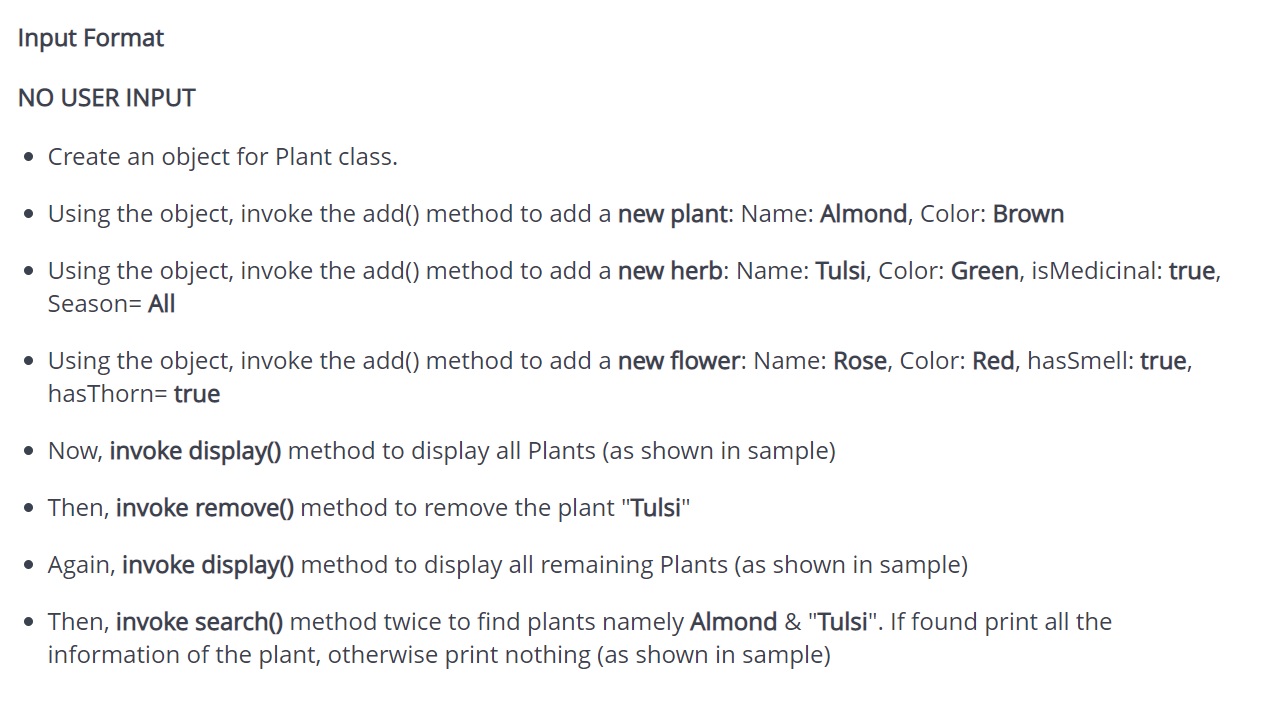 Input Format
NO USER INPUT
• Create an object for Plant class.
• Using the object, invoke the add() method to add a new plant: Name: Almond, Color: Brown
• Using the object, invoke the add() method to add a new herb: Name: Tulsi, Color: Green, isMedicinal: true,
Season= All
• Using the object, invoke the add() method to add a new flower: Name: Rose, Color: Red, hasSmell: true,
hasThorn= true
• Now, invoke display() method to display all Plants (as shown in sample)
• Then, invoke remove() method to remove the plant "Tulsi"
• Again, invoke display() method to display all remaining Plants (as shown in sample)
• Then, invoke search() method twice to find plants namely Almond & "Tulsi". If found print all the
information of the plant, otherwise print nothing (as shown in sample)